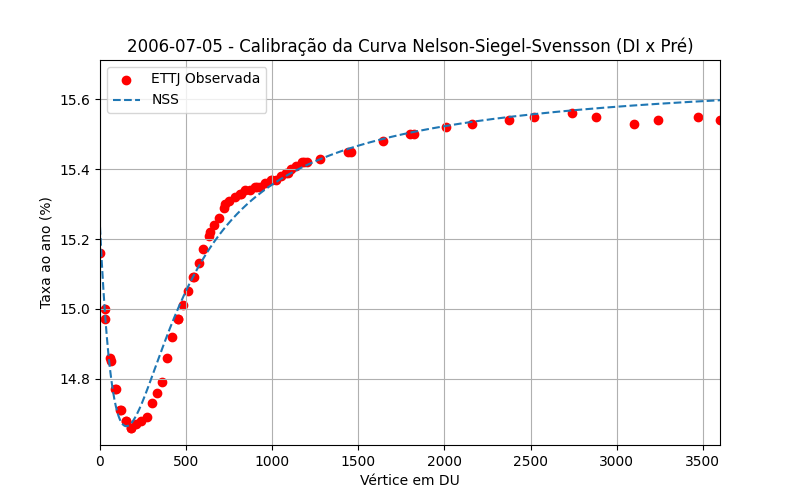 2006-07-05 - Calibração da Curva Nelson-Siegel-Svensson (DI x Pré)
ETTJ Observada
NSS
Taxa ao ano (%)
15.6
15.4
15.2
15.0
14.8
0 500 1000 1500 2000 2500 3000 3500
Vértice em DU